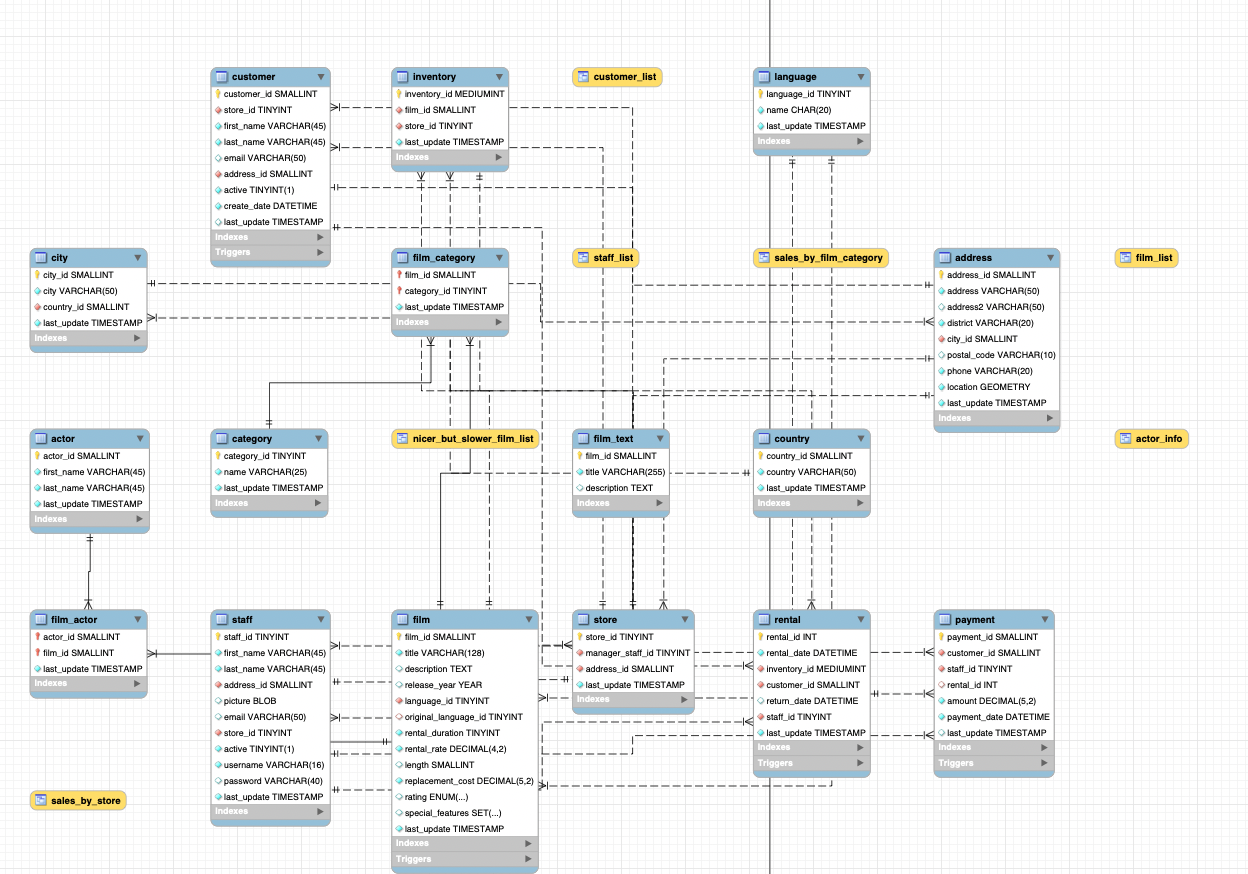 customer
customer_id SMALLINT
store_id TINYINT
first_name VARCHAR(45)
last_name VARCHAR(45)
email VARCHAR(50)
address_id SMALLINT
active TINYINT(1)
create_date DATETIME
last_update TIMESTAMP
Indexes
Triggers
inventory
inventory_id MEDIUMINT
film_id SMALLINT
store_id TINYINT
last_update TIMESTAMP
Indexes
customer_list
language
language_id TINYINT
name CHAR(20)
last_update TIMESTAMP
Indexes
city
city_id SMALLINT
city VARCHAR(50)
country_id SMALLINT
last_update TIMESTAMP
Indexes
film_category
film_id SMALLINT
category_id TINYINT
last_update TIMESTAMP
Indexes
staff_list
sales_by_film_category
address
address_id SMALLINT
address VARCHAR(50)
address2 VARCHAR(50)
district VARCHAR(20)
city_id SMALLINT
postal_code VARCHAR(10)
phone VARCHAR(20)
location GEOMETRY
last_update TIMESTAMP
Indexes
film_list
actor
actor_id SMALLINT
first_name VARCHAR(45)
last_name VARCHAR(45)
last_update TIMESTAMP
Indexes
category
category_id TINYINT
name VARCHAR(25)
last_update TIMESTAMP
Indexes
nicer_but_slower_film_list
film_text
film_id SMALLINT
title VARCHAR(255)
description TEXT
Indexes
country
country_id SMALLINT
country VARCHAR(50)
last_update TIMESTAMP
Indexes
actor_info
film_actor
actor_id SMALLINT
film_id SMALLINT
last_update TIMESTAMP
Indexes
staff
staff_id TINYINT
first_name VARCHAR(45)
last_name VARCHAR(45)
address_id SMALLINT
picture BLOB
email VARCHAR(50)
store_id TINYINT
active TINYINT(1)
username VARCHAR(16)
password VARCHAR(40)
last_update TIMESTAMP
Indexes
film
film_id SMALLINT
title VARCHAR(128)
description TEXT
release_year YEAR
language_id TINYINT
original_language_id TINYINT
rental_duration TINYINT
rental_rate DECIMAL(4,2)
length SMALLINT
replacement_cost DECIMAL(5,2)
rating ENUM(...)
special_features SET(...)
last_update TIMESTAMP
Indexes
Triggers
store
store_id TINYINT
manager_staff_id TINYINT
address_id SMALLINT
last_update TIMESTAMP
Indexes
rental
rental_id INT
rental_date DATETIME
inventory_id MEDIUMINT
customer_id SMALLINT
return_date DATETIME
staff_id TINYINT
last_update TIMESTAMP
Indexes
Triggers
payment
payment_id SMALLINT
customer_id SMALLINT
staff_id TINYINT
rental_id INT
amount DECIMAL(5,2)
payment_date DATETIME
last_update TIMESTAMP
Indexes
Triggers
sales_by_store